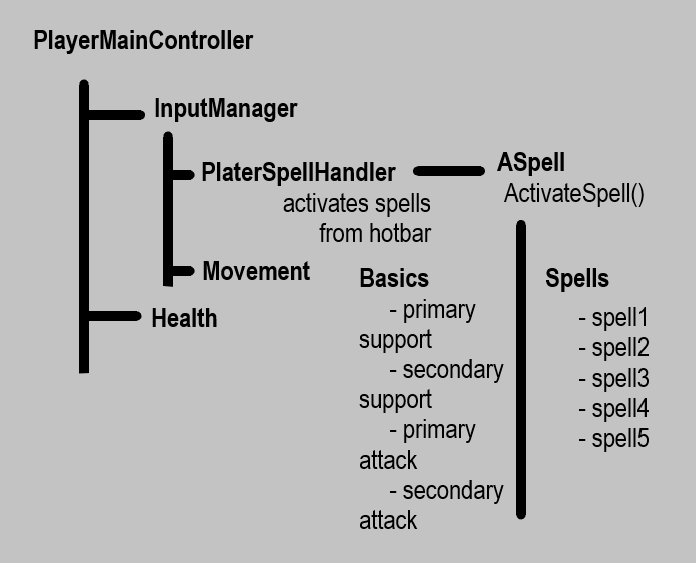 PlayerMainController
InputManager
PlaterSpellHandler
activates spells
from hotbar
Movement
Health
ASpell
ActivateSpell()
Basics
- primary
support
- secondary
support
- primary
attack
- secondary
attack
Spells
- spell1
- spell2
- spell3
- spell4
- spell5